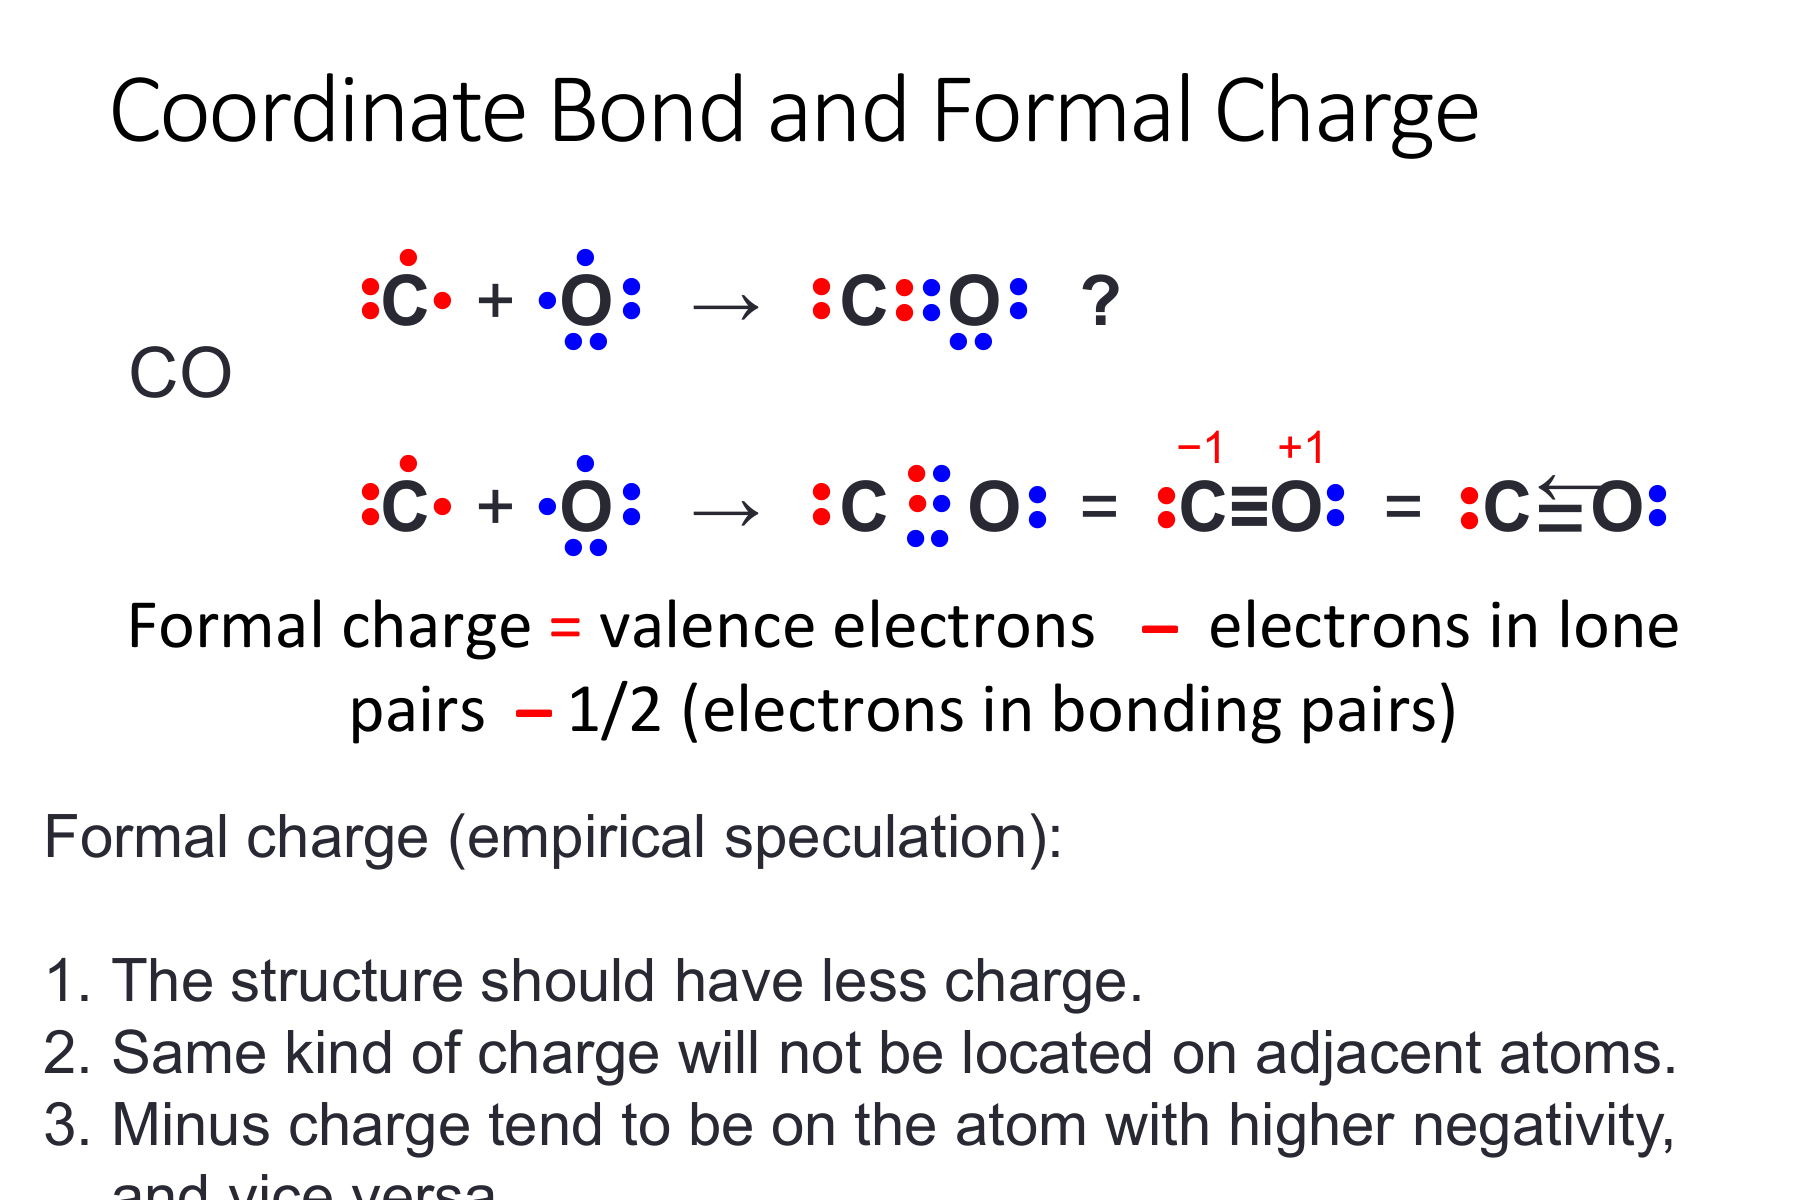 Coordinate Bond and Formal Charge
C + O → C O ?
CO
−1 +1
C + O → C O = C≡O = C O
Formal charge = valence electrons – electrons in lone
pairs – 1/2 (electrons in bonding pairs)
Formal charge (empirical speculation):
1. The structure should have less charge.
2. Same kind of charge will not be located on adjacent atoms.
3. Minus charge tend to be on the atom with higher negativity,
and vice versa